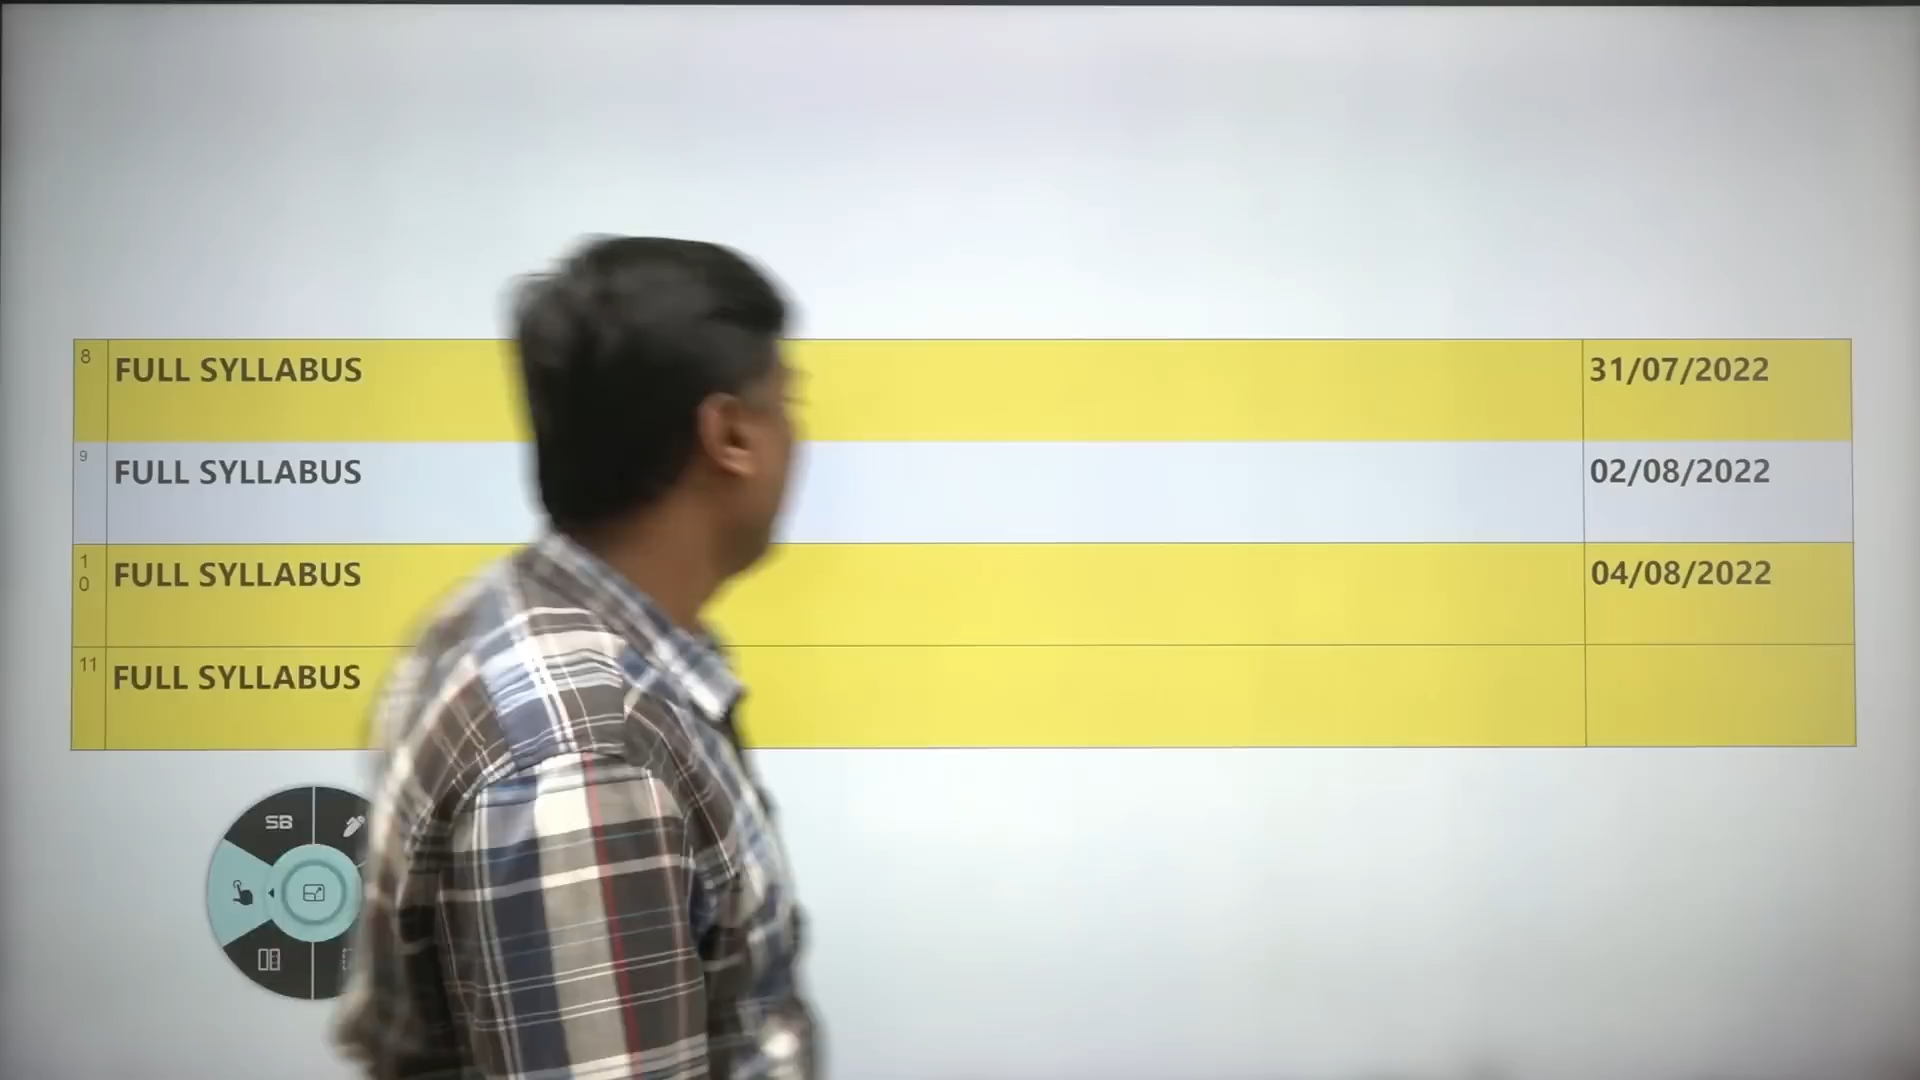 8 FULL SYLLABUS 31/07/2022
9 FULL SYLLABUS 02/08/2022
10 FULL SYLLABUS 04/08/2022
11 FULL SYLLABUS
SB